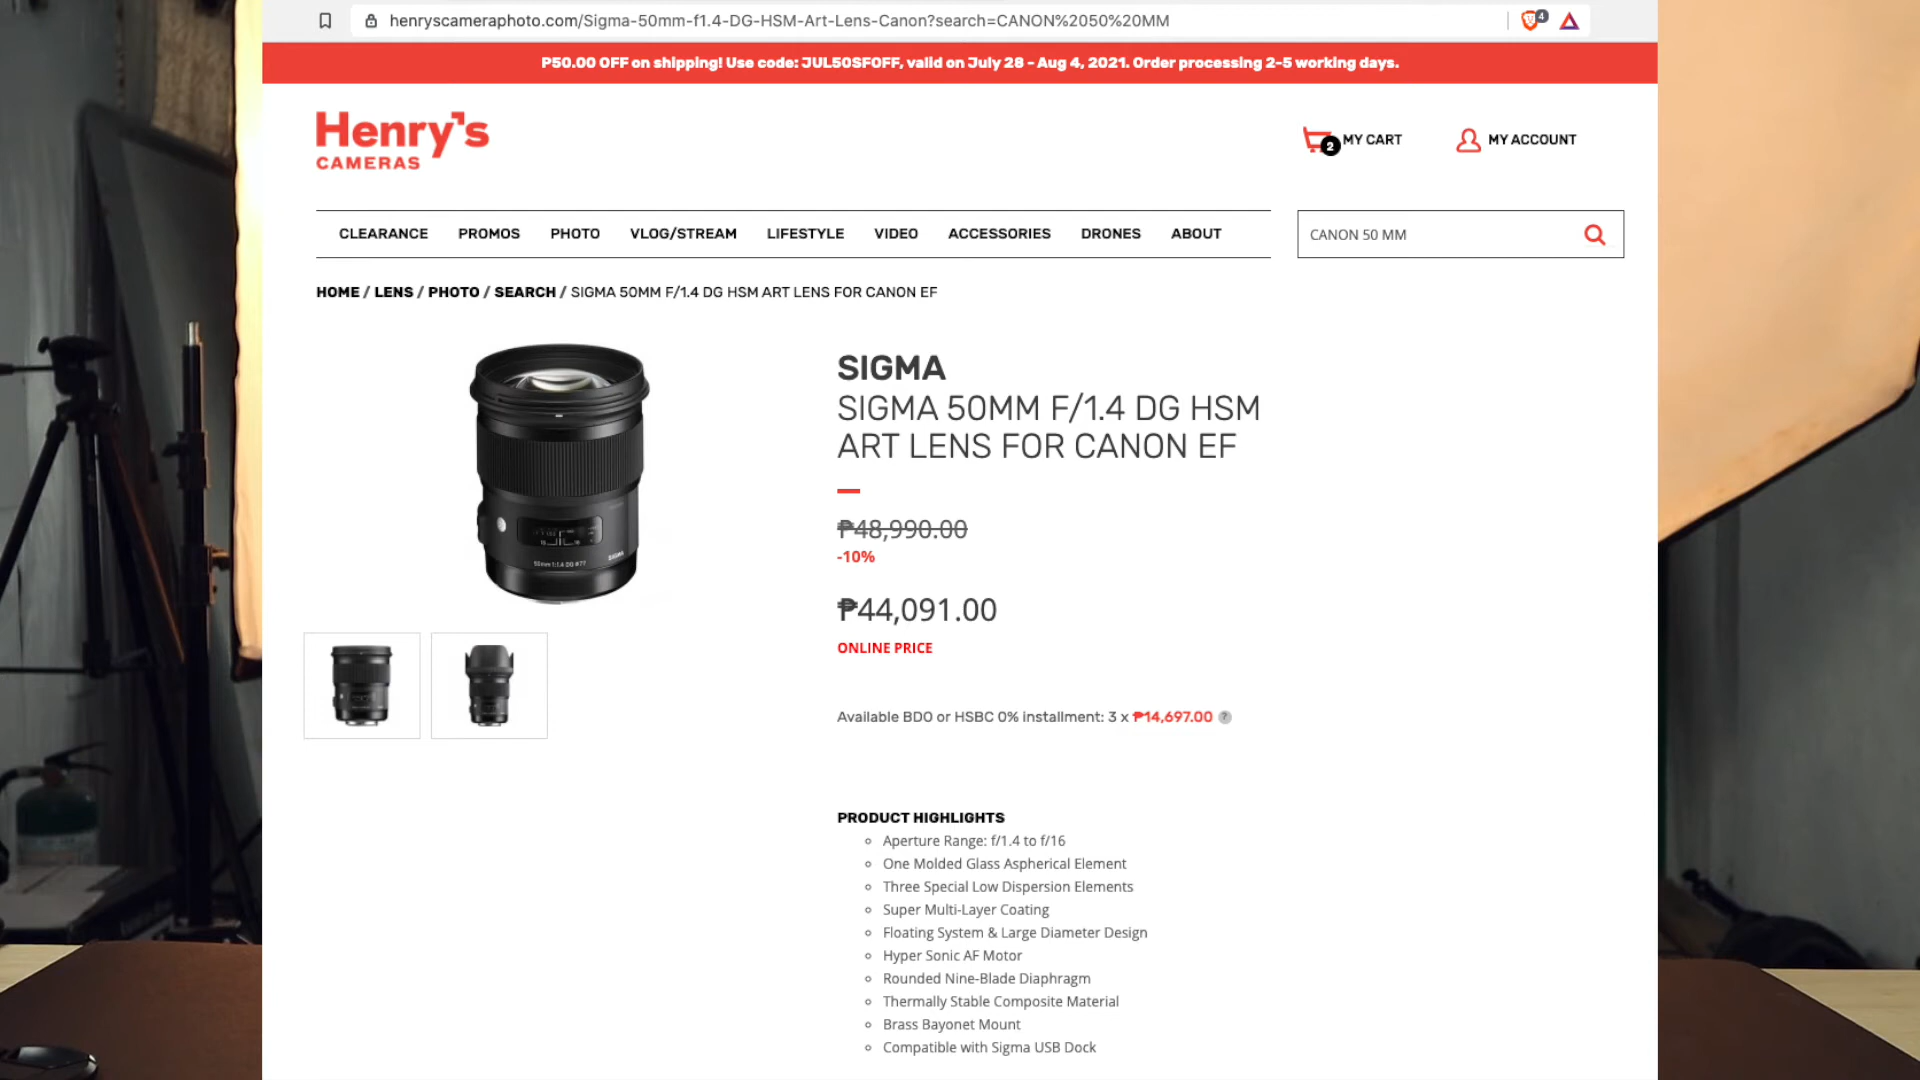 henryscameraphoto.com/Sigma-50mm-f1.4-DG-HSM-Art-Lens-Canon?search=CANON%2050%20MM
4
P50.00 OFF on shipping! Use code: JUL50SFOFF, valid on July 28 - Aug 4, 2021. Order processing 2-5 working days.
Henry's
CAMERAS
2
MY CART
MY ACCOUNT
CLEARANCE PROMOS PHOTO VLOG/STREAM LIFESTYLE VIDEO ACCESSORIES DRONES ABOUT
CANON 50 MM
HOME / LENS / PHOTO / SEARCH / SIGMA 50MM F/1.4 DG HSM ART LENS FOR CANON EF
SIGMA
SIGMA 50MM F/1.4 DG HSM
ART LENS FOR CANON EF
₱48,990.00
-10%
₱44,091.00
ONLINE PRICE
Available BDO or HSBC 0% installment: 3 x ₱14,697.00 ?
SIGMA
PRODUCT HIGHLIGHTS
Aperture Range: f/1.4 to f/16
One Molded Glass Aspherical Element
Three Special Low Dispersion Elements
Super Multi-Layer Coating
Floating System & Large Diameter Design
Hyper Sonic AF Motor
Rounded Nine-Blade Diaphragm
Thermally Stable Composite Material
Brass Bayonet Mount
Compatible with Sigma USB Dock